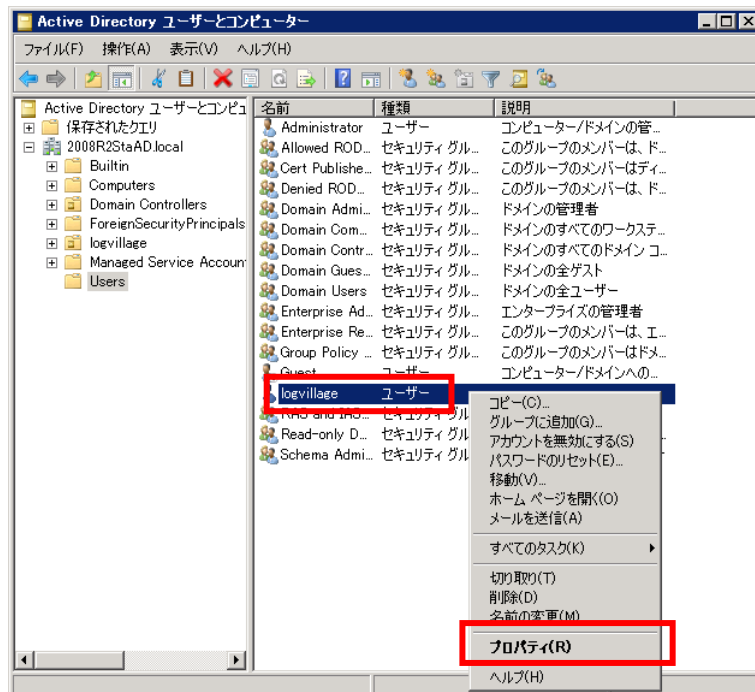 Active Directory ユーザーとコンピューター
ファイル(F) 操作(A) 表示(V) ヘルプ(H)
Active Directory ユーザーとコンピュ
保存されたクエリ
2008R2StaAD.local
Builtin
Computers
Domain Controllers
ForeignSecurityPrincipals
logvillage
Managed Service Accoun
Users
名前 種類 説明
Administrator ユーザー コンピューター/ドメインの管...
Allowed ROD... セキュリティ グル... このグループのメンバーは、ド...
Cert Publishe... セキュリティ グル... このグループのメンバーはディ...
Denied ROD... セキュリティ グル... このグループのメンバーは、ド...
Domain Admi... セキュリティ グル... ドメインの管理者
Domain Com... セキュリティ グル... ドメインのすべてのワークステ...
Domain Contr... セキュリティ グル... ドメインのすべてのドメイン コ...
Domain Gues... セキュリティ グル... ドメインの全ゲスト
Domain Users セキュリティ グル... ドメインの全ユーザー
Enterprise Ad... セキュリティ グル... エンタープライズの管理者
Enterprise Re... セキュリティ グル... このグループのメンバーは、エ...
Group Policy ... セキュリティ グル... このグループのメンバーはドメ...
Guest ユーザー コンピューター/ドメインへの...
logvillage ユーザー
RAS and IAS... セキュリティ グル
Read-only D... セキュリティ グル
Schema Admi... セキュリティ グル
コピー(C)...
グループに追加(G)...
アカウントを無効にする(S)
パスワードのリセット(E)...
移動(V)...
ホーム ページを開く(O)
メールを送信(A)
すべてのタスク(K)
切り取り(T)
削除(D)
名前の変更(M)
プロパティ(R)
ヘルプ(H)